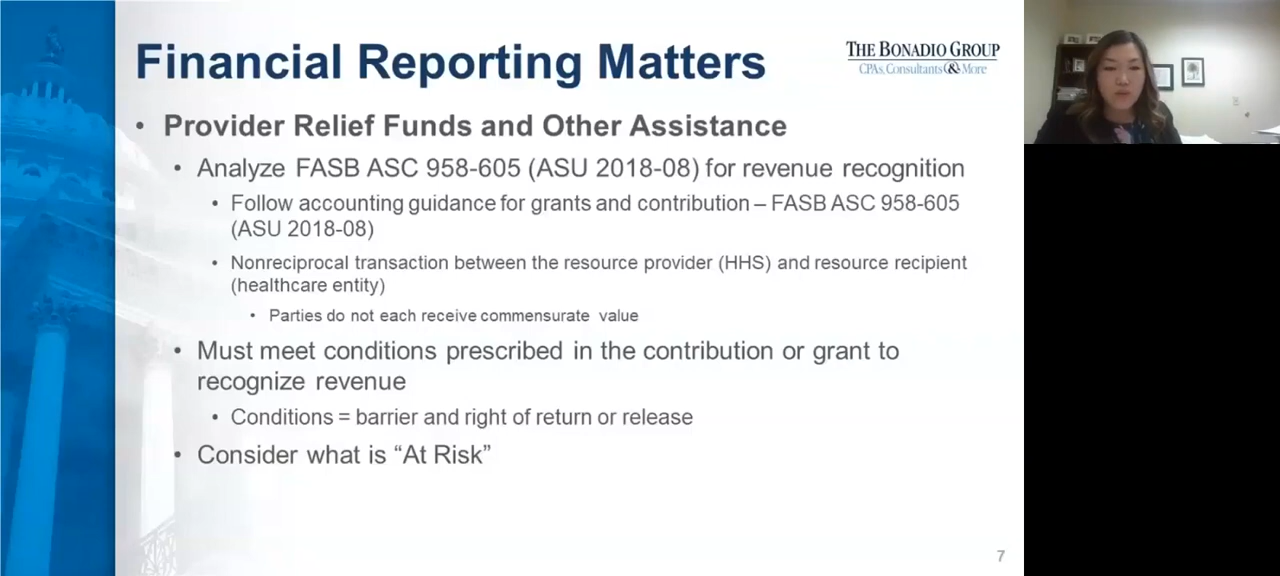 Financial Reporting Matters
THE BONADIO GROUP
CPAs, Consultants & More
• Provider Relief Funds and Other Assistance
• Analyze FASB ASC 958-605 (ASU 2018-08) for revenue recognition
• Follow accounting guidance for grants and contribution – FASB ASC 958-605
(ASU 2018-08)
• Nonreciprocal transaction between the resource provider (HHS) and resource recipient
(healthcare entity)
• Parties do not each receive commensurate value
• Must meet conditions prescribed in the contribution or grant to
recognize revenue
• Conditions = barrier and right of return or release
• Consider what is “At Risk”
7